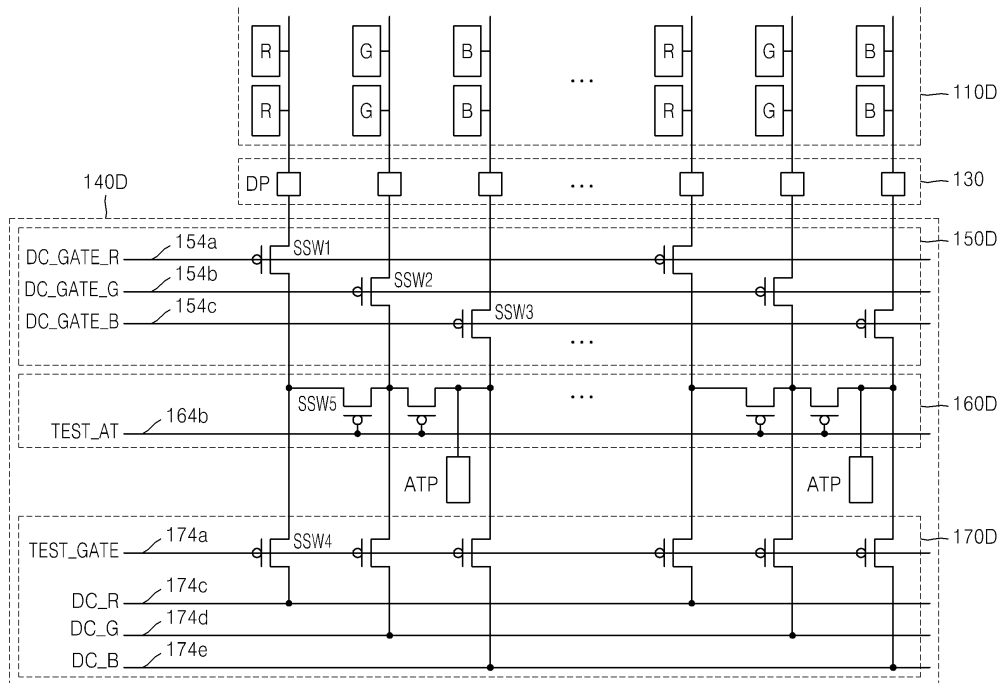 R G B ... R G B
R G B ... R G B
110D
DP ... 130
140D
150D
DC_GATE_R 154a SSW1
DC_GATE_G 154b SSW2
DC_GATE_B 154c SSW3
...
160D
SSW5 ...
TEST_AT 164b
ATP ATP
170D
TEST_GATE 174a SSW4
DC_R 174c
DC_G 174d
DC_B 174e